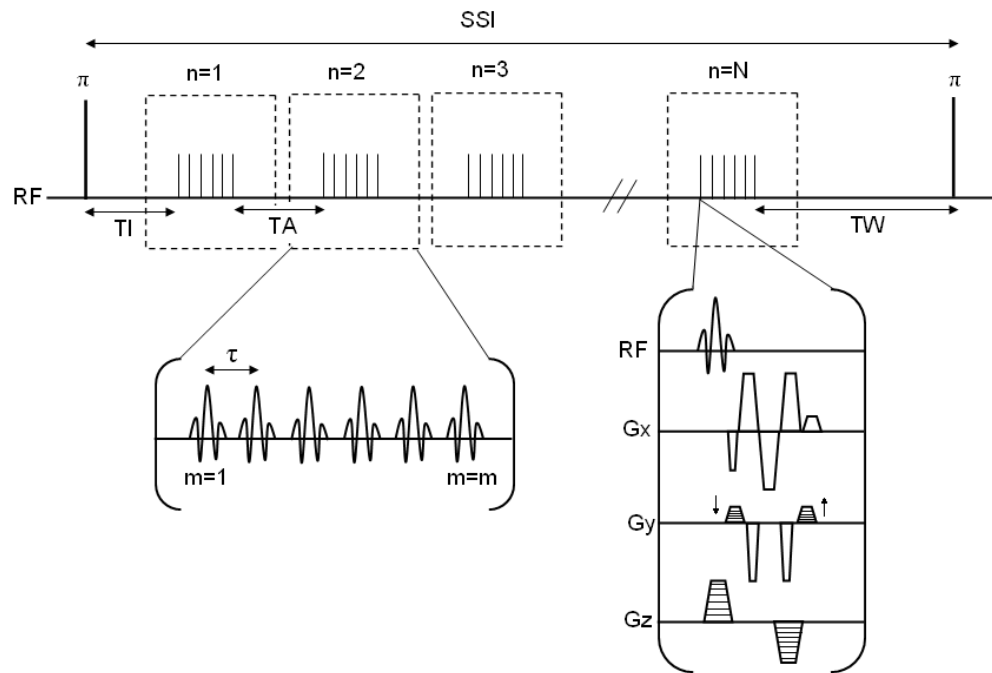 SSI
π
n=1
n=2
n=3
n=N
π
RF
TI
TA
TW
τ
m=1
m=m
RF
Gx
Gy
Gz